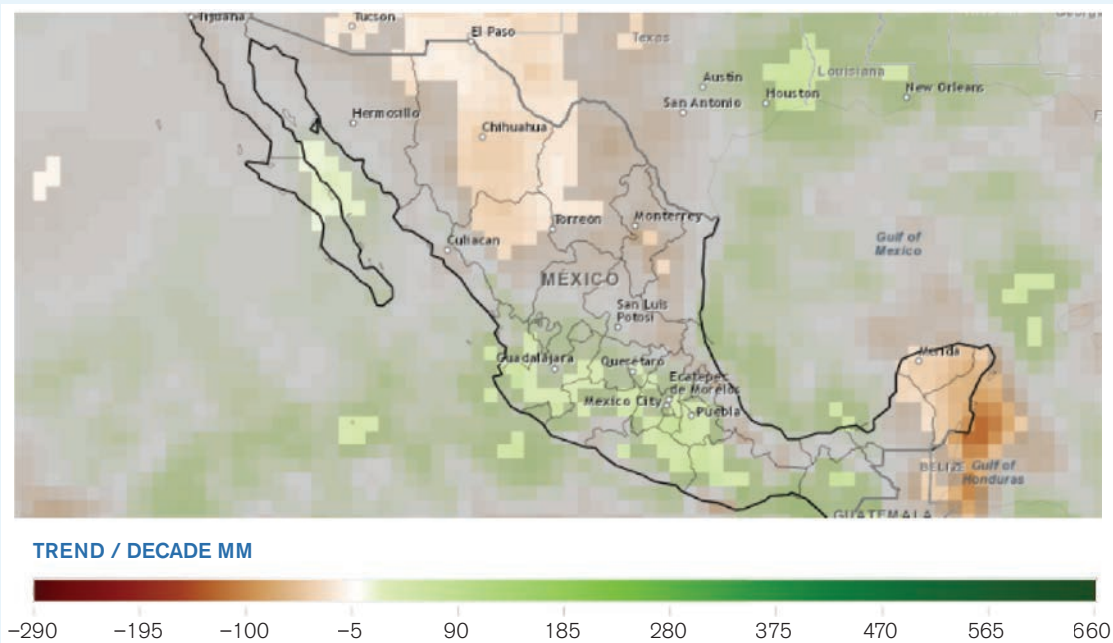 Tijuana
Tucson
El Paso
Texas
Austin
Louisiana
New Orleans
San Antonio
Houston
Hermosillo
Chihuahua
Torreon
Monterrey
Culiacan
Gulf of
Mexico
MÉXICO
San Luis
Potosi
Guadalajara
Queretaro
Ecatepec
de Morelos
Mexico City
Puebla
Merida
BELIZE
Gulf of
Honduras
GUATEMALA
TREND / DECADE MM
−290 −195 −100 −5 90 185 280 375 470 565 660